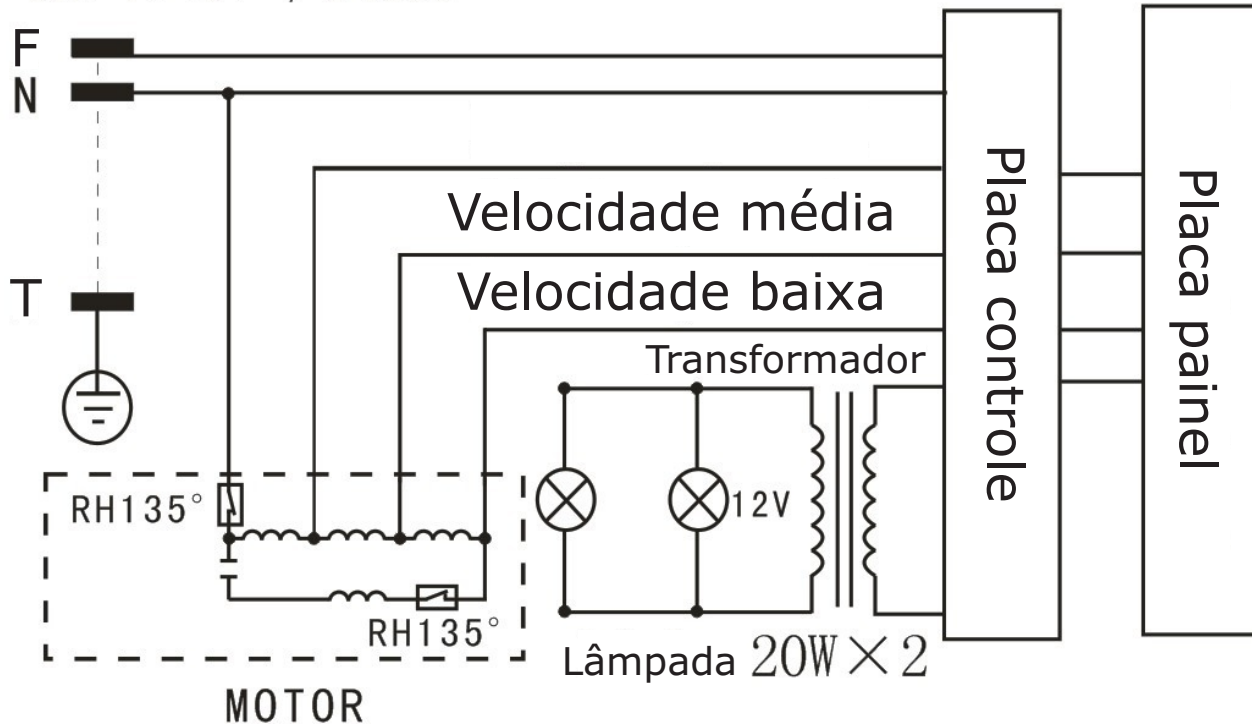 F
N
T
Velocidade média
Velocidade baixa
Transformador
RH135°
12V
RH135°
Lâmpada 20W×2
MOTOR
Placa controle
Placa painel